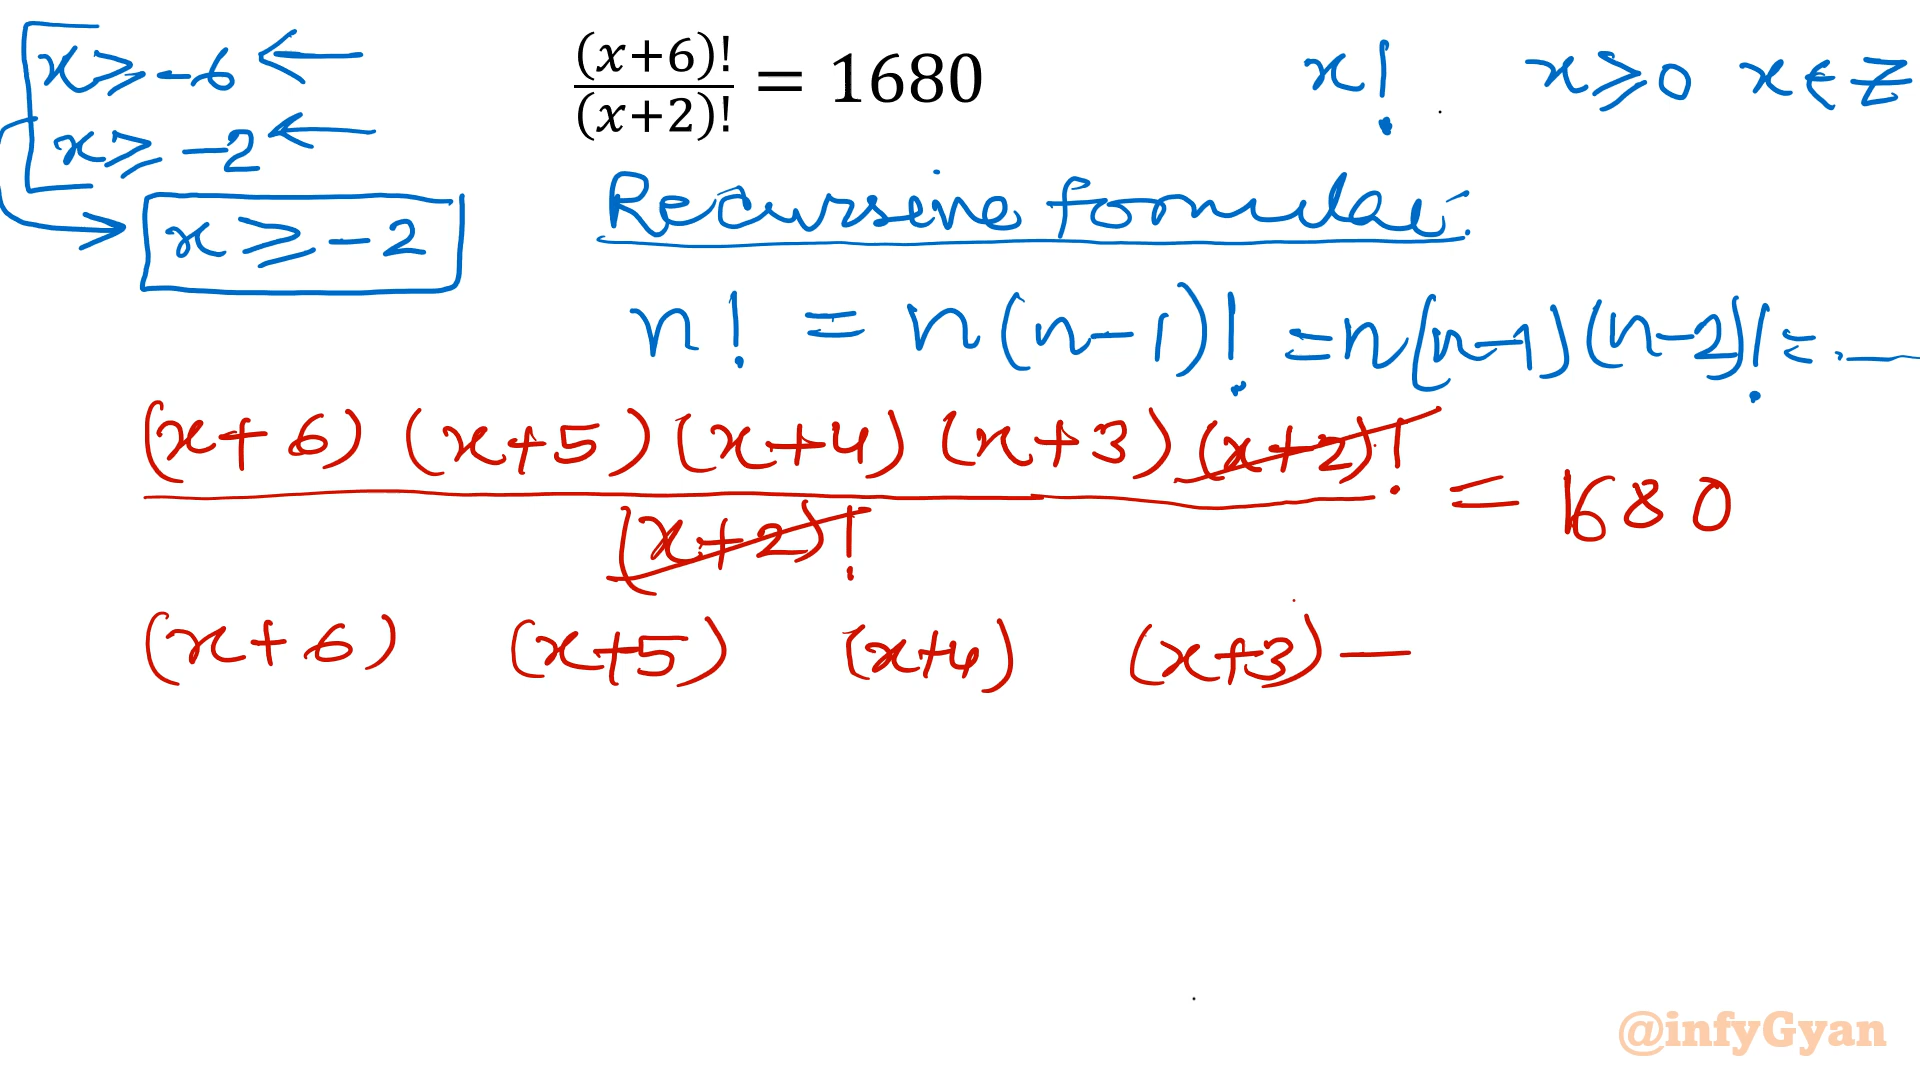 x ≥ -6 ←
(x+6)!/(x+2)! = 1680
x! x ≥ 0 x ∈ Z
x ≥ -2 ←
x ≥ -2
Recursive formulae:
n! = n(n-1)! = n(n-1)(n-2)! = ....
(x+6) (x+5) (x+4) (x+3) (x+2)!
(x+2)!
= 1680
(x+6) (x+5) (x+4) (x+3) —
@infyGyan